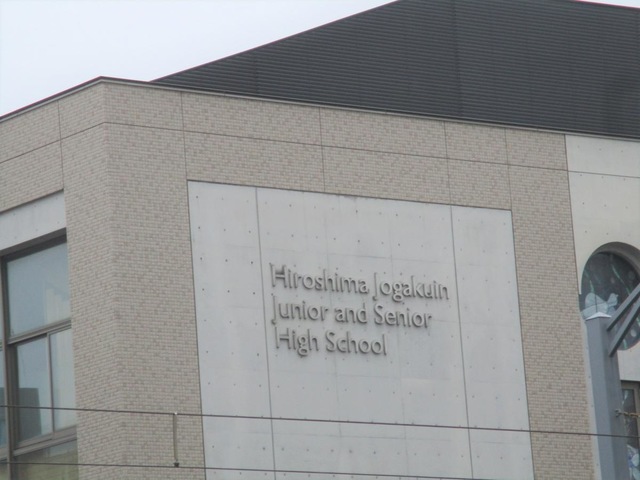 Hiroshima Jogakuin
Junior and Senior
High School